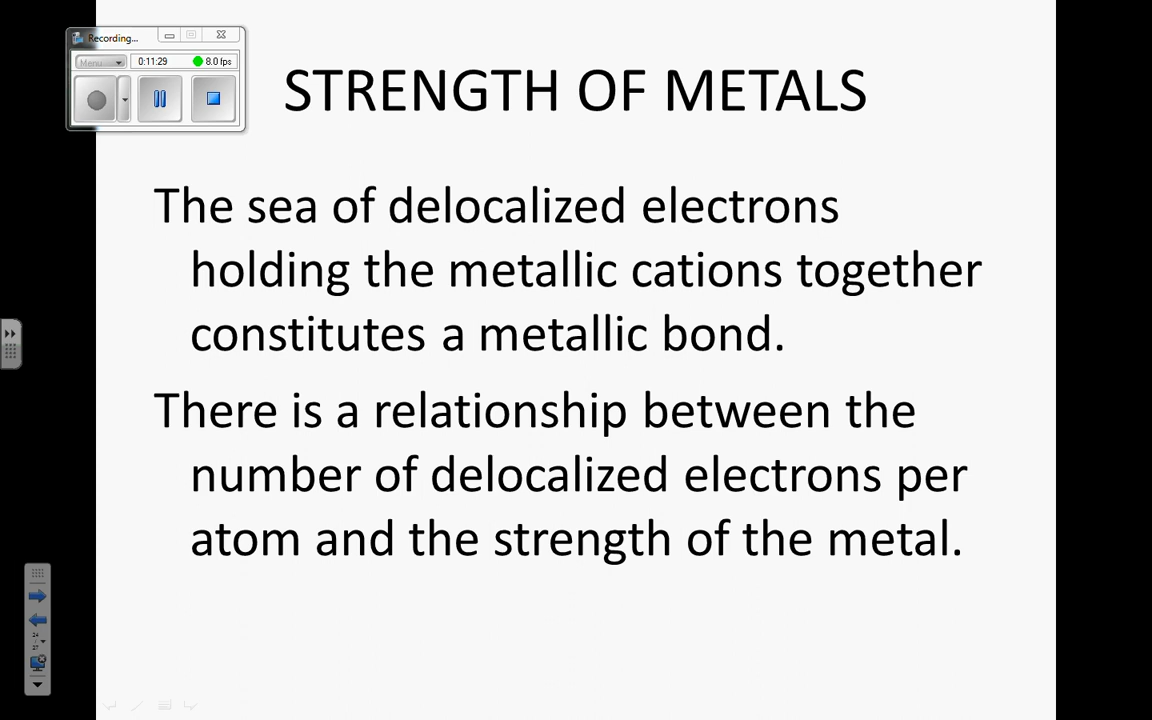 Recording...
Menu
0:11:29
8.0 fps
STRENGTH OF METALS
The sea of delocalized electrons
holding the metallic cations together
constitutes a metallic bond.
There is a relationship between the
number of delocalized electrons per
atom and the strength of the metal.
24
27